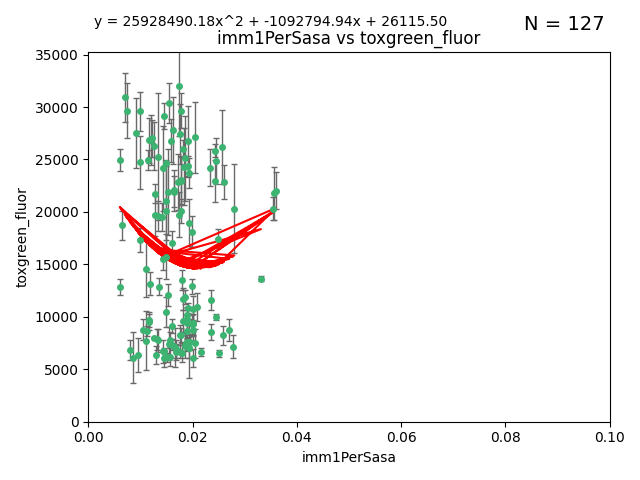 y = 25928490.18x^2 + -1092794.94x + 26115.50
N = 127
imm1PerSasa vs toxgreen_fluor
35000
30000
25000
20000
15000
10000
5000
0
toxgreen_fluor
0.00 0.02 0.04 0.06 0.08 0.10
imm1PerSasa